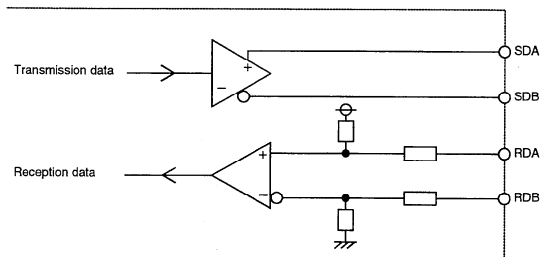 SDA
Transmission data
+
−
SDB
RDA
+
Reception data
−
RDB